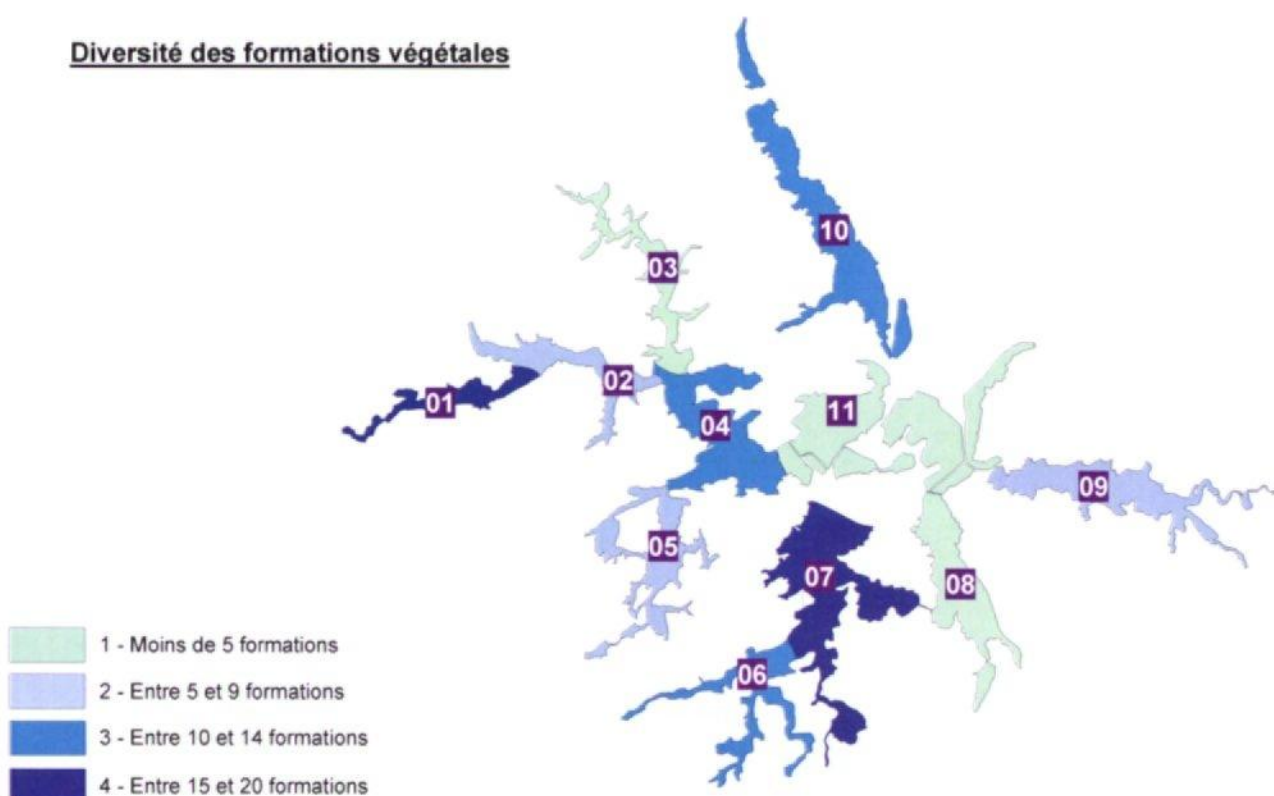 Diversité des formations végétales
10
03
02
01
11
04
09
05
07
08
06
1 - Moins de 5 formations
2 - Entre 5 et 9 formations
3 - Entre 10 et 14 formations
4 - Entre 15 et 20 formations